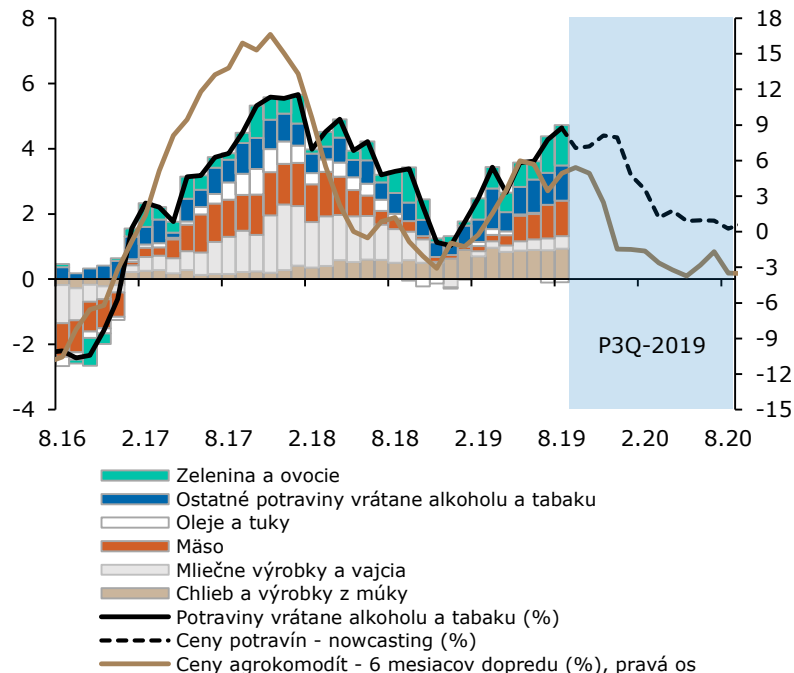 8
6
4
2
0
-2
-4
18
15
12
9
6
3
0
-3
-6
-9
-12
-15
P3Q-2019
8.16 2.17 8.17 2.18 8.18 2.19 8.19 2.20 8.20
Zelenina a ovocie
Ostatné potraviny vrátane alkoholu a tabaku
Oleje a tuky
Mäso
Mliečne výrobky a vajcia
Chlieb a výrobky z múky
Potraviny vrátane alkoholu a tabaku (%)
Ceny potravín - nowcasting (%)
Ceny agrokomodít - 6 mesiacov dopredu (%), pravá os